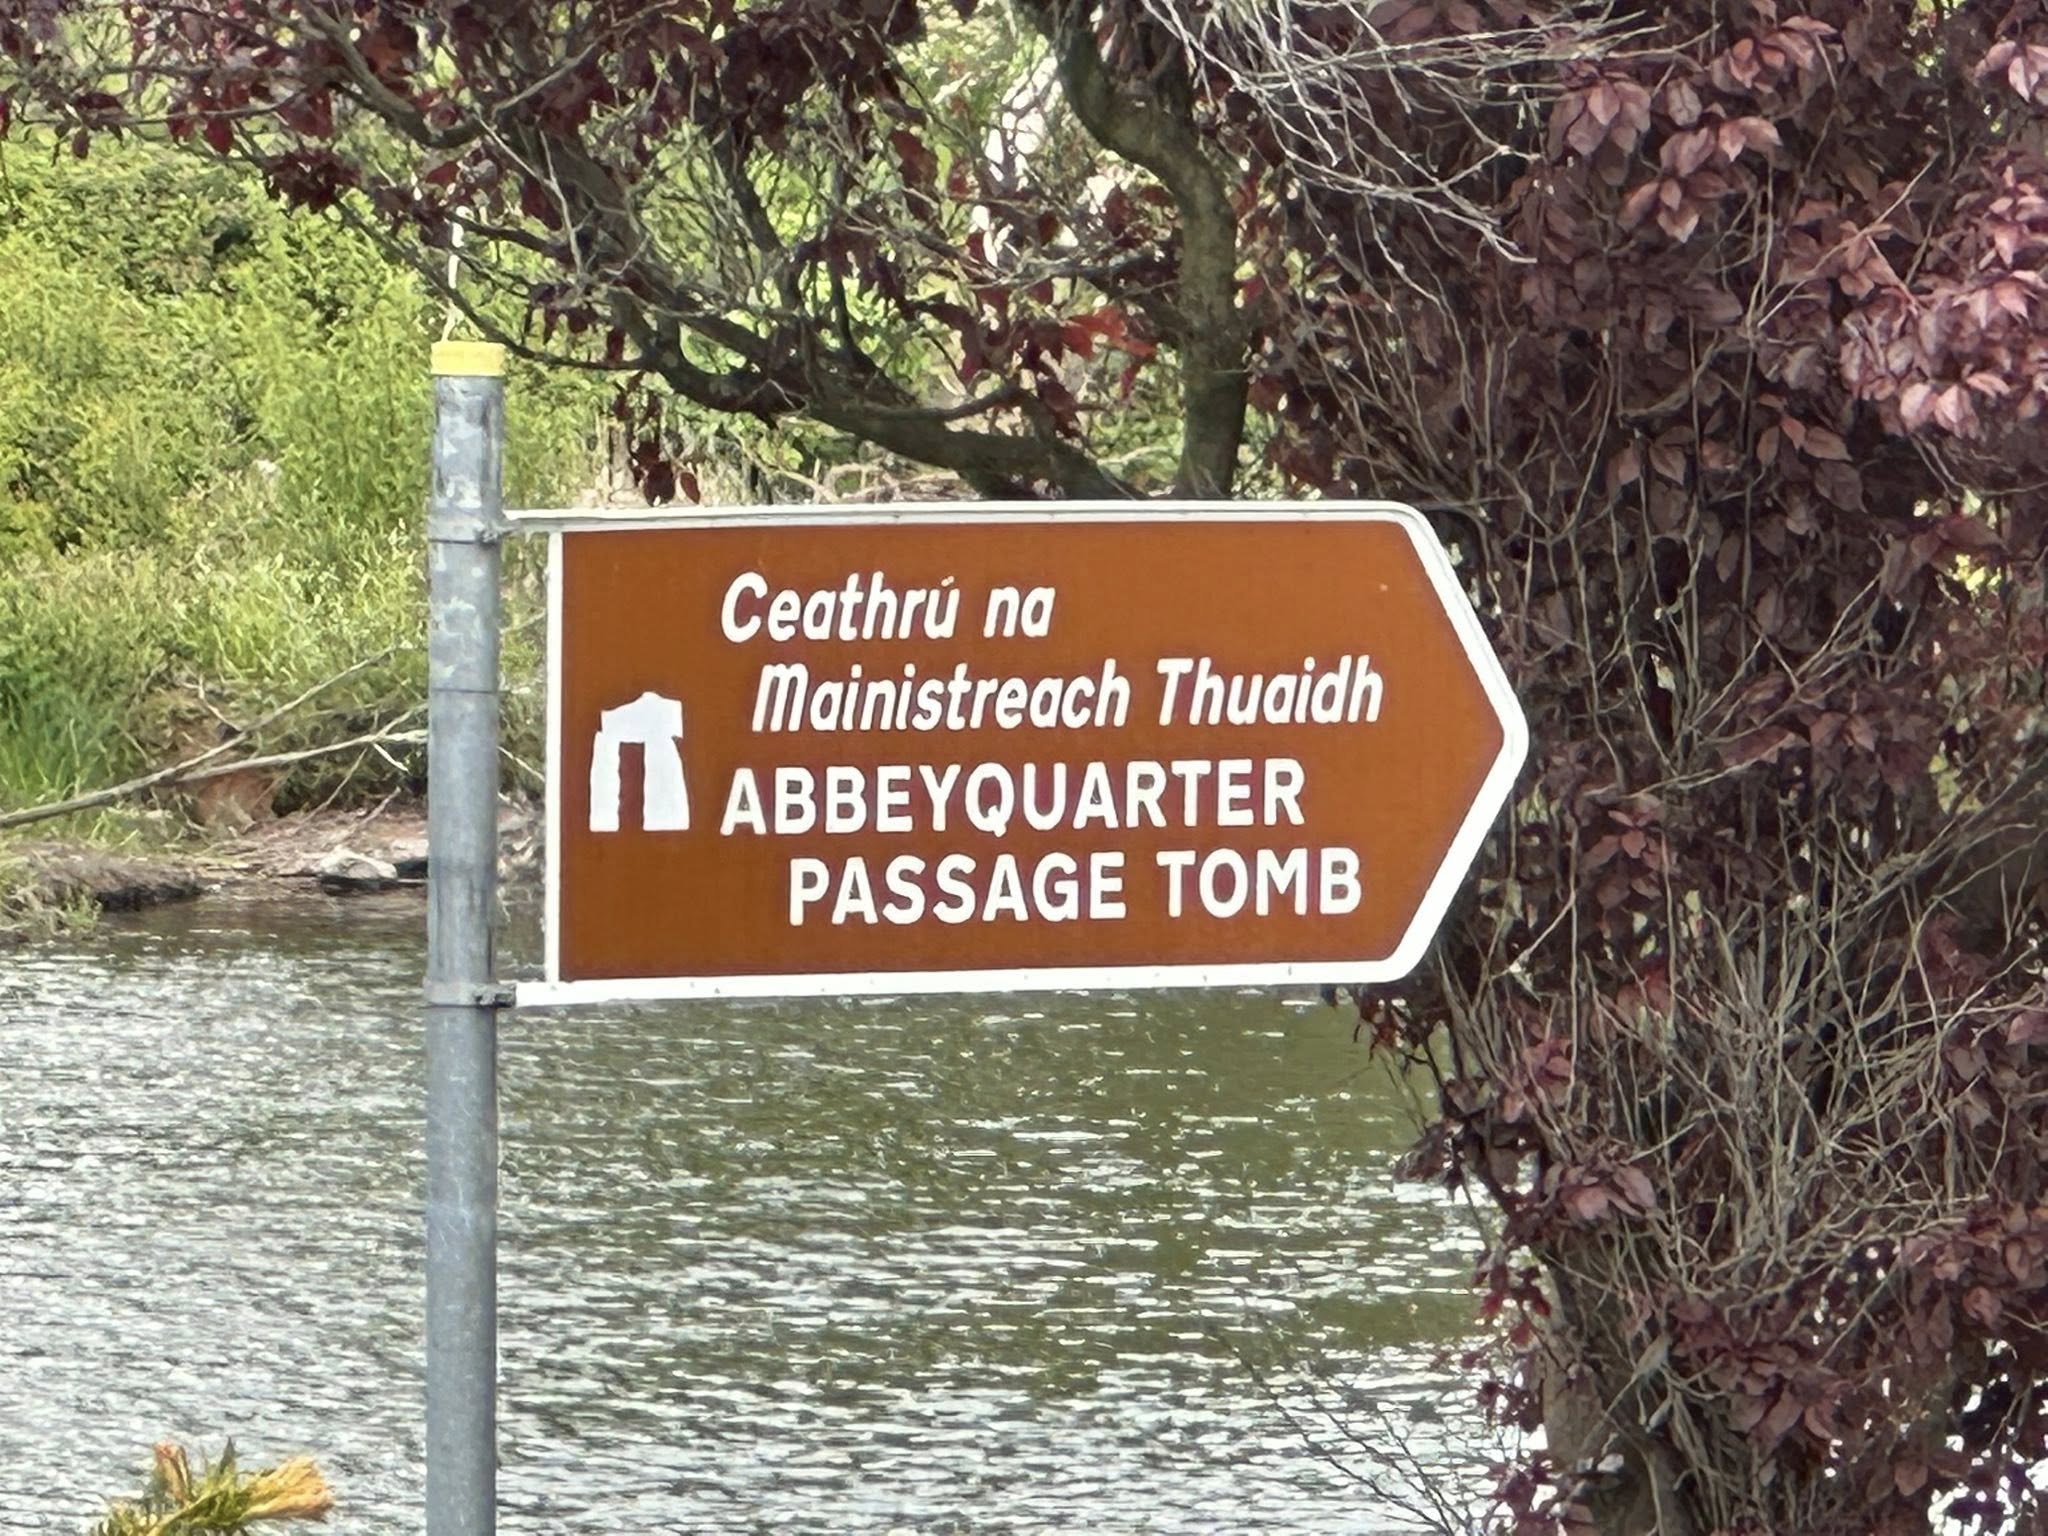 Ceathrú na
Mainistreach Thuaidh
ABBEYQUARTER
PASSAGE TOMB